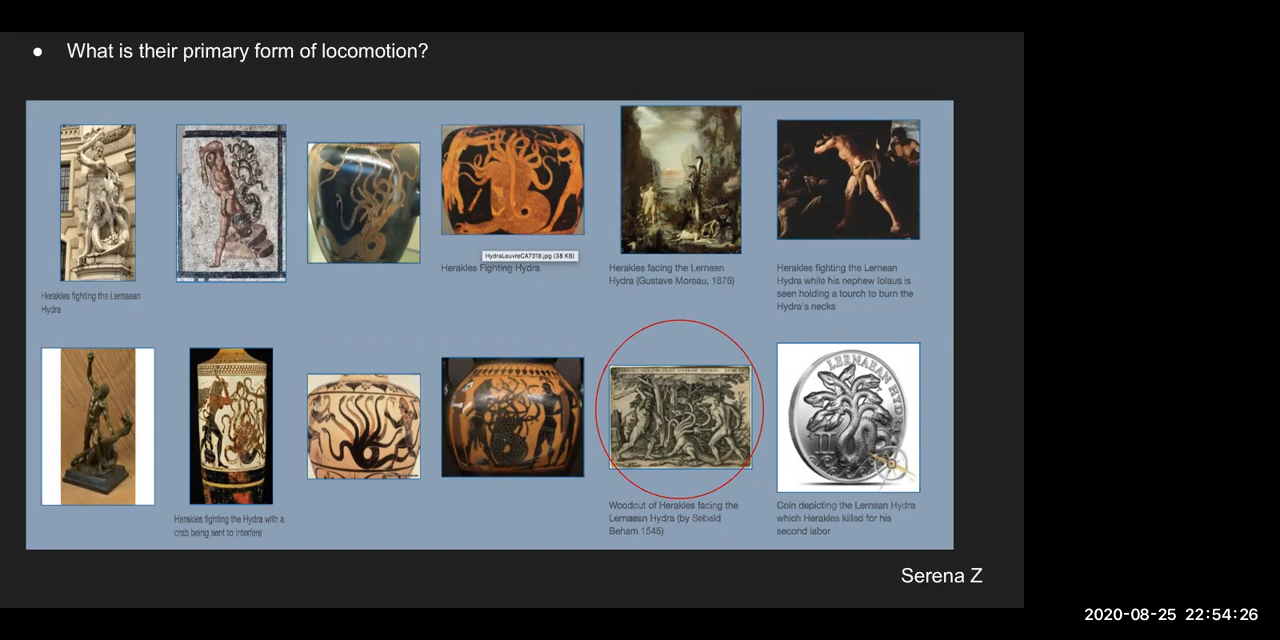 ● What is their primary form of locomotion?
HydraLouvreCA7318.jpg (38 KB)
Herakles fighting the Lernaean
Hydra
Herakles Fighting Hydra
Herakles facing the Lernean
Hydra (Gustave Moreau, 1876)
Herakles fighting the Lernean
Hydra while his nephew Iolaus is
seen holding a tourch to burn the
Hydra's necks
LERNAEAN HYDRA
II
Herakles fighting the Hydra with a
crab being sent to interfere
Woodcut of Herakles facing the
Lernaean Hydra (by Sebald
Beham 1545)
Coin depicting the Lernean Hydra
which Herakles killed for his
second labor
Serena Z
2020-08-25 22:54:26